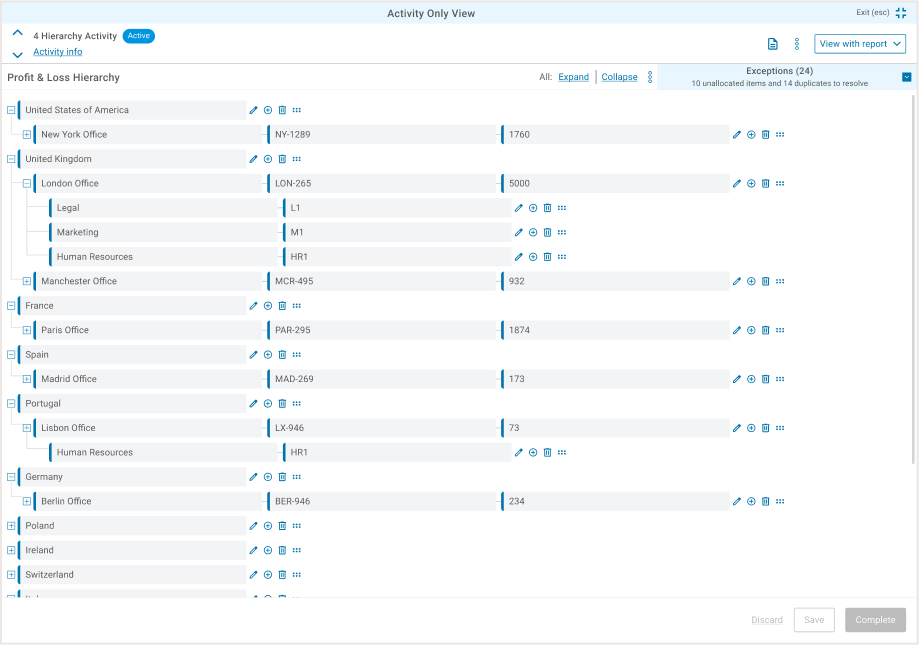 Activity Only View
Exit (esc)
4 Hierarchy Activity Active
Activity info
View with report
Profit & Loss Hierarchy
All: Expand Collapse
Exceptions (24)
10 unallocated items and 14 duplicates to resolve
United States of America
New York Office NY-1289 1760
United Kingdom
London Office LON-265 5000
Legal L1
Marketing M1
Human Resources HR1
Manchester Office MCR-495 932
France
Paris Office PAR-295 1874
Spain
Madrid Office MAD-269 173
Portugal
Lisbon Office LX-946 73
Human Resources HR1
Germany
Berlin Office BER-946 234
Poland
Ireland
Switzerland
Discard Save Complete